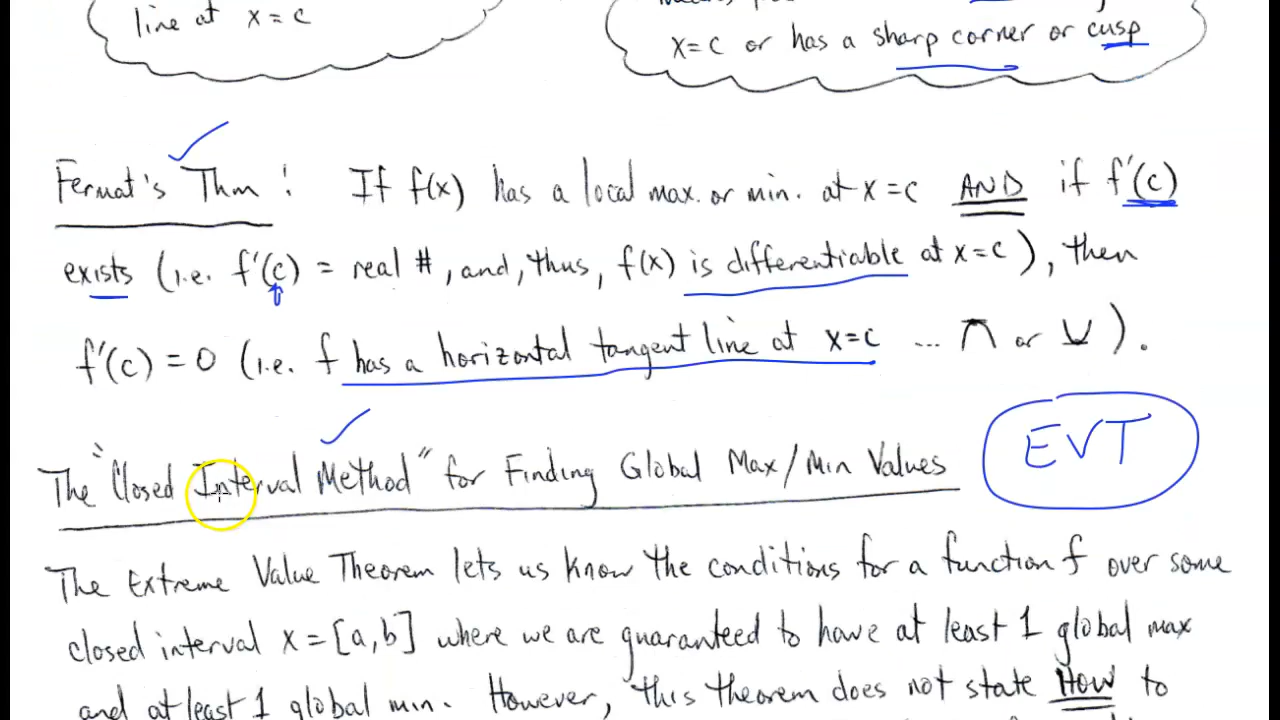 line at x = c
x=c or has a sharp corner or cusp
Fermat's Thm: If f(x) has a local max. or min. at x=c AND if f'(c)
exists (i.e. f'(c) = real #, and, thus, f(x) is differentiable at x=c), then
f'(c) = 0 (i.e. f has a horizontal tangent line at x=c ... ∩ or ∪).
EVT
The "Closed Interval Method" for Finding Global Max/Min Values
The Extreme Value Theorem lets us know the conditions for a function f over some
closed interval x = [a,b] where we are guaranteed to have at least 1 global max
and at least 1 global min. However, this theorem does not state HOW to